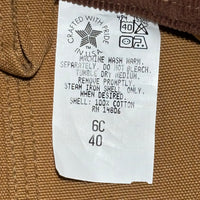 CRAFTED WITH PRIDE
IN U.S.A.
MACHINE WASH WARM,
SEPARATELY. DO NOT BLEACH.
TUMBLE DRY MEDIUM.
REMOVE PROMPTLY.
STEAM IRON SHELL ONLY,
WHEN DESIRED.
SHELL: 100% COTTON
RN 14806
6C
40